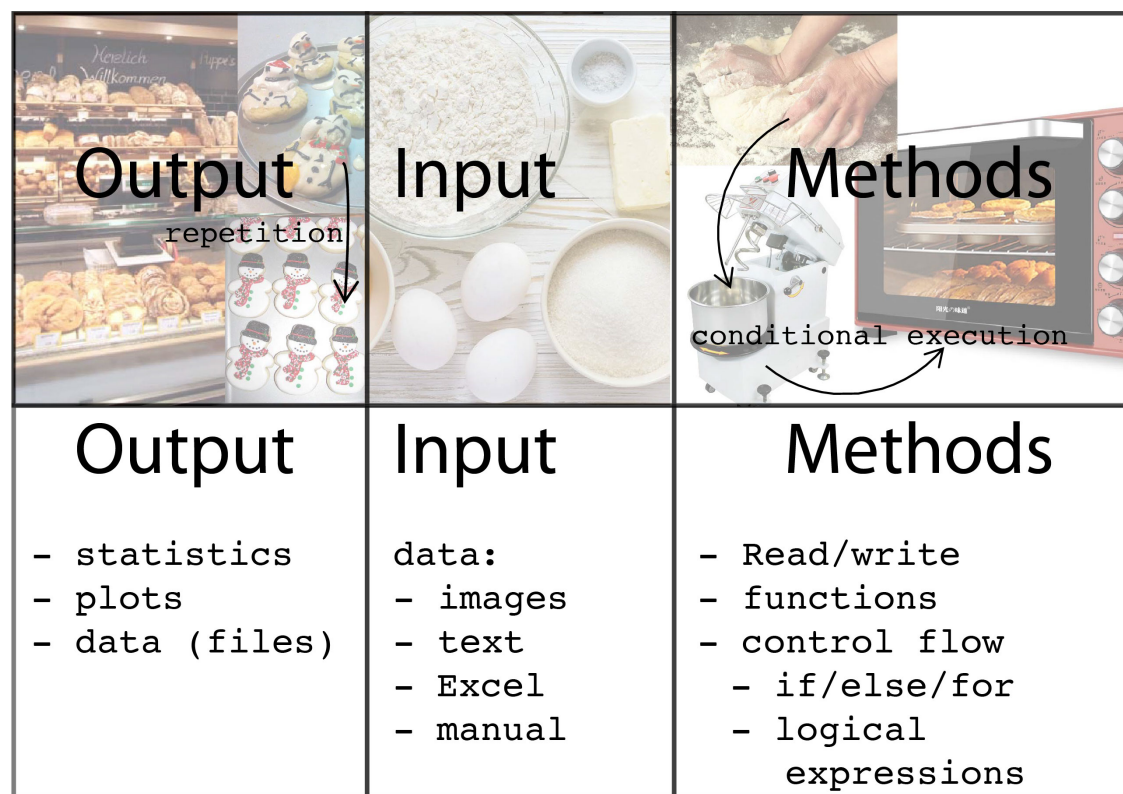 Herzlich
Willkommen
Output
repetition
Input
Methods
conditional execution
Output
- statistics
- plots
- data (files)
Input
data:
- images
- text
- Excel
- manual
Methods
- Read/write
- functions
- control flow
- if/else/for
- logical
expressions